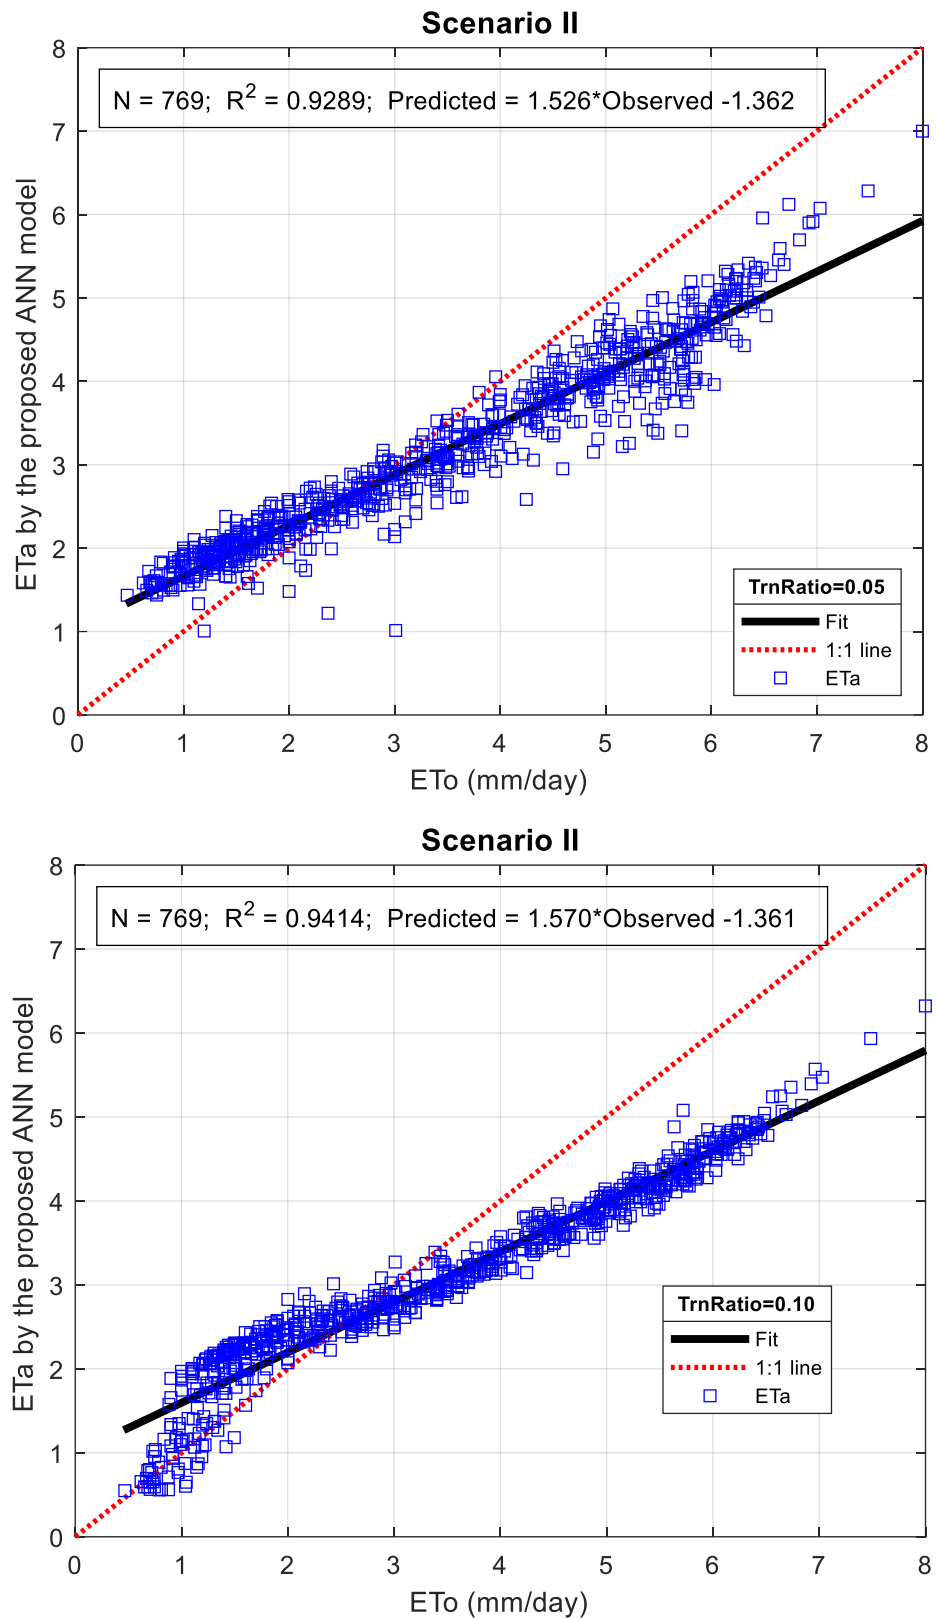 Scenario II
8
N = 769; R² = 0.9289; Predicted = 1.526*Observed -1.362
7
6
5
4
3
2
1
0
ETa by the proposed ANN model
TrnRatio=0.05
Fit
1:1 line
ETa
0 1 2 3 4 5 6 7 8
ETo (mm/day)
Scenario II
8
N = 769; R² = 0.9414; Predicted = 1.570*Observed -1.361
7
6
5
4
3
2
1
0
ETa by the proposed ANN model
TrnRatio=0.10
Fit
1:1 line
ETa
0 1 2 3 4 5 6 7 8
ETo (mm/day)